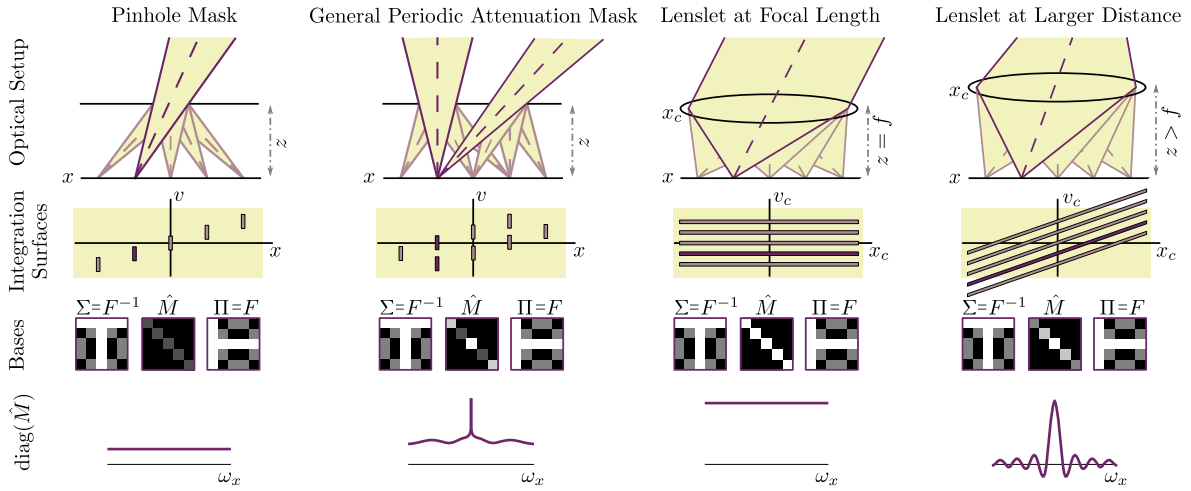 Pinhole Mask
General Periodic Attenuation Mask
Lenslet at Focal Length
Lenslet at Larger Distance
Optical Setup
x
z
x
z
x_c
x
z = f
x_c
x
z > f
Integration
Surfaces
v
x
v
x
v_c
x_c
v_c
x_c
Bases
Σ=F⁻¹ M̂ Π=F
Σ=F⁻¹ M̂ Π=F
Σ=F⁻¹ M̂ Π=F
Σ=F⁻¹ M̂ Π=F
diag(M̂)
ω_x
ω_x
ω_x
ω_x